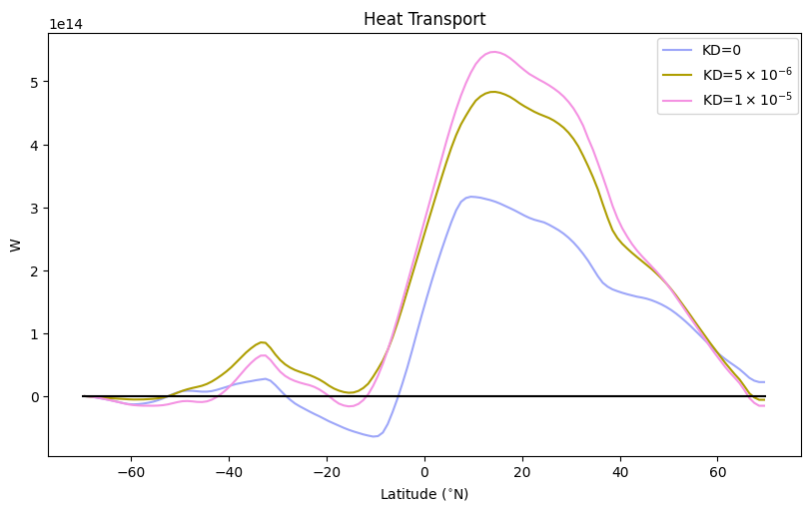 Heat Transport
1e14
KD=0
KD=5 × 10⁻⁶
KD=1 × 10⁻⁵
5
4
3
2
1
0
W
−60
−40
−20
0
20
40
60
Latitude (°N)